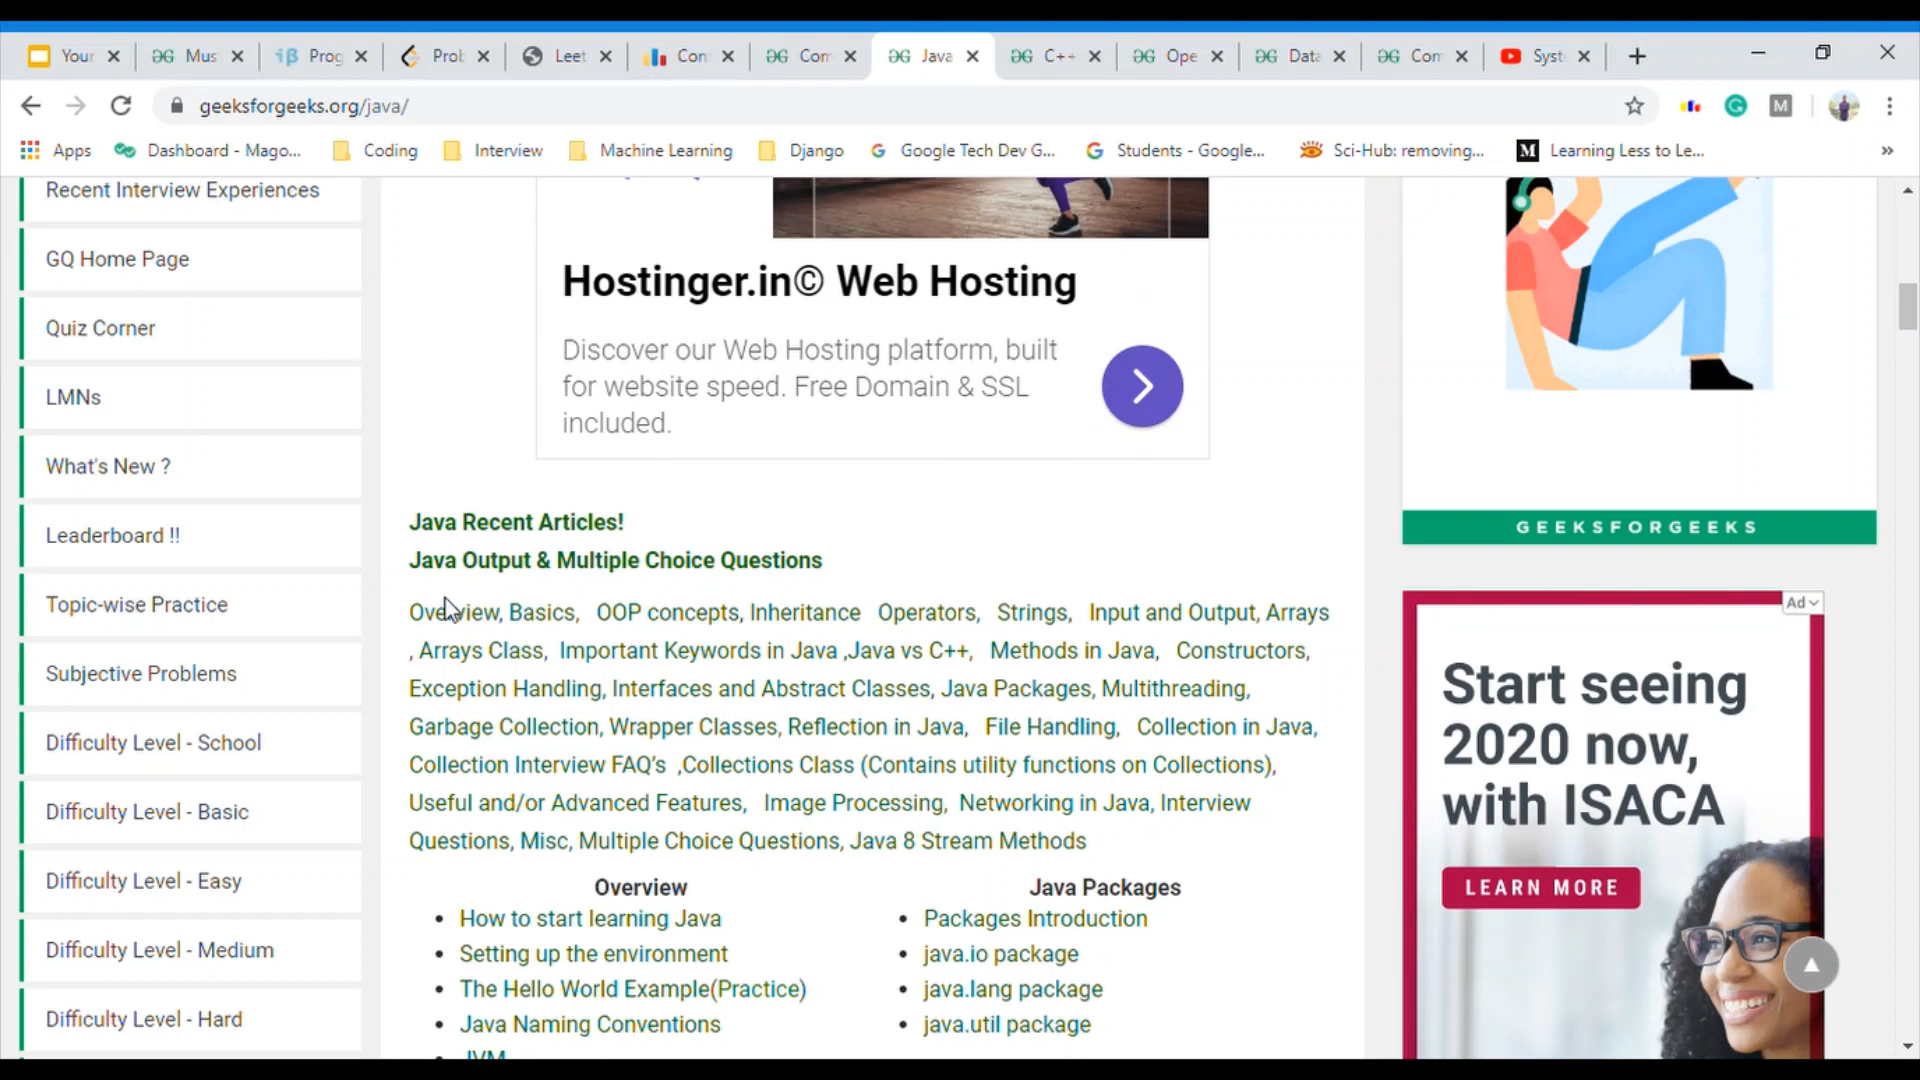 Your
Mus
Prog
Prob
Leet
Con
Com
Java
C++
Ope
Data
Com
Syst
geeksforgeeks.org/java/
M
Apps
Dashboard - Mago...
Coding
Interview
Machine Learning
Django
Google Tech Dev G...
Students - Google...
Sci-Hub: removing...
M
Learning Less to Le...
»
Recent Interview Experiences
GQ Home Page
Quiz Corner
LMNs
What's New ?
Leaderboard !!
Topic-wise Practice
Subjective Problems
Difficulty Level - School
Difficulty Level - Basic
Difficulty Level - Easy
Difficulty Level - Medium
Difficulty Level - Hard
Hostinger.in© Web Hosting
Discover our Web Hosting platform, built
for website speed. Free Domain & SSL
included.
Java Recent Articles!
Java Output & Multiple Choice Questions
Overview, Basics, OOP concepts, Inheritance Operators, Strings, Input and Output, Arrays
, Arrays Class, Important Keywords in Java ,Java vs C++, Methods in Java, Constructors,
Exception Handling, Interfaces and Abstract Classes, Java Packages, Multithreading,
Garbage Collection, Wrapper Classes, Reflection in Java, File Handling, Collection in Java,
Collection Interview FAQ's ,Collections Class (Contains utility functions on Collections),
Useful and/or Advanced Features, Image Processing, Networking in Java, Interview
Questions, Misc, Multiple Choice Questions, Java 8 Stream Methods
Overview
• How to start learning Java
• Setting up the environment
• The Hello World Example(Practice)
• Java Naming Conventions
• JVM
Java Packages
• Packages Introduction
• java.io package
• java.lang package
• java.util package
GEEKSFORGEEKS
Ad
Start seeing
2020 now,
with ISACA
LEARN MORE